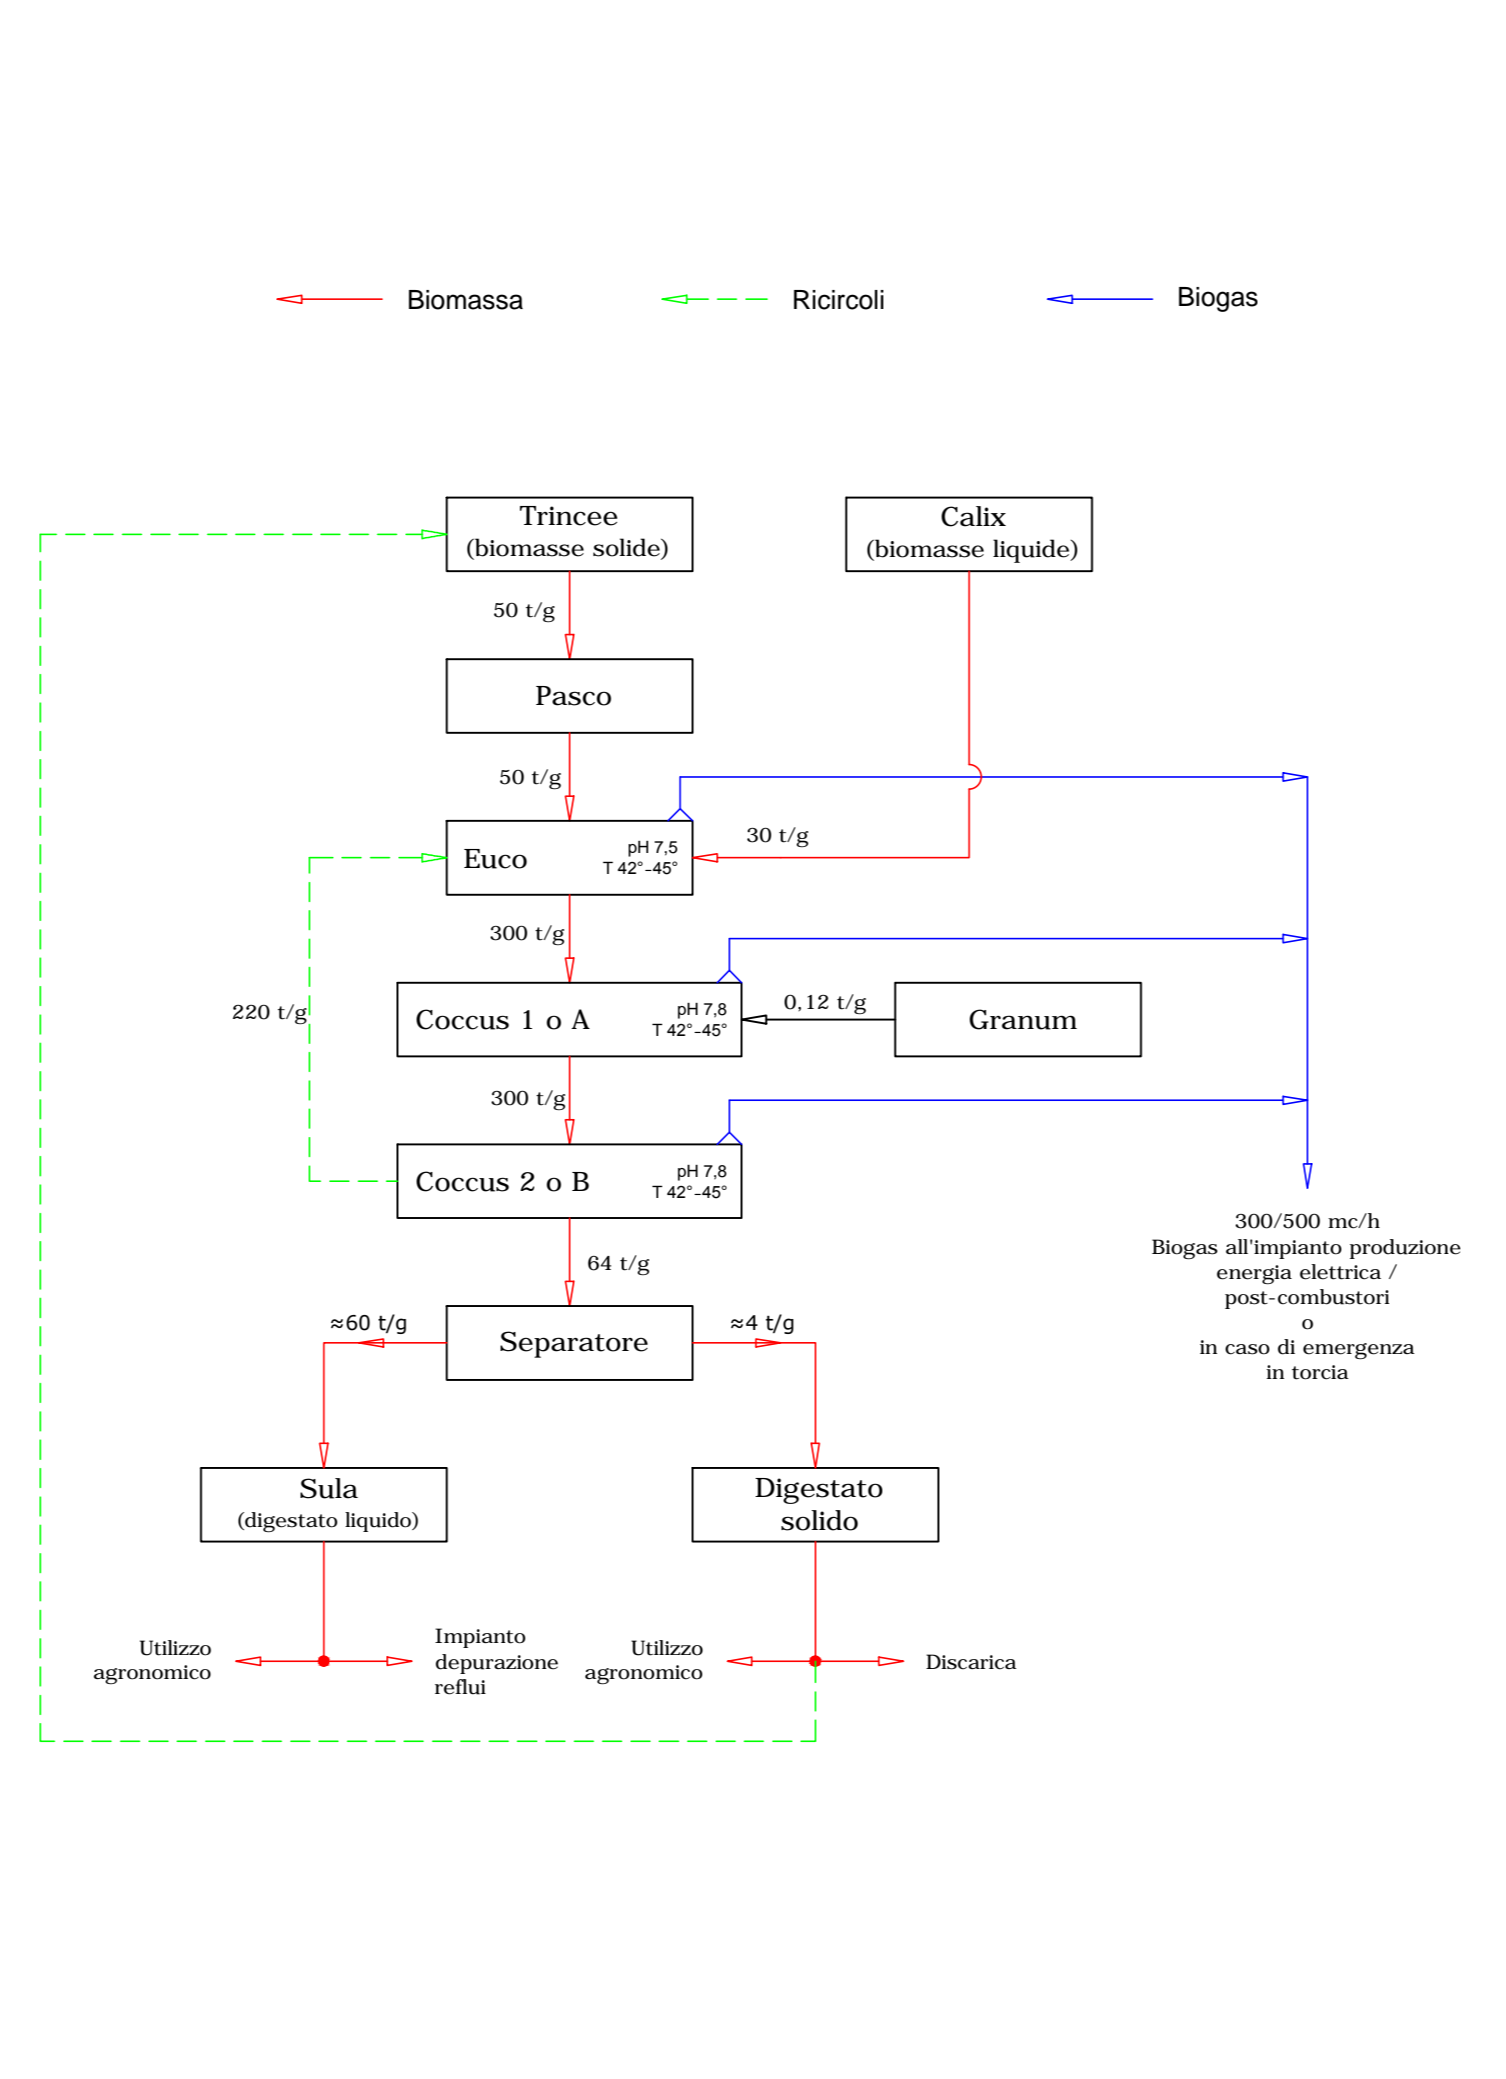 Biomassa
Ricircoli
Biogas
Trincee
(biomasse solide)
Calix
(biomasse liquide)
50 t/g
Pasco
50 t/g
Euco
pH 7,5
T 42°-45°
30 t/g
300 t/g
220 t/g
Coccus 1 o A
pH 7,8
T 42°-45°
0,12 t/g
Granum
300 t/g
Coccus 2 o B
pH 7,8
T 42°-45°
64 t/g
300/500 mc/h
Biogas all'impianto produzione
energia elettrica /
post-combustori
o
in caso di emergenza
in torcia
≈60 t/g
Separatore
≈4 t/g
Sula
(digestato liquido)
Digestato
solido
Utilizzo
agronomico
Impianto
depurazione
reflui
Utilizzo
agronomico
Discarica